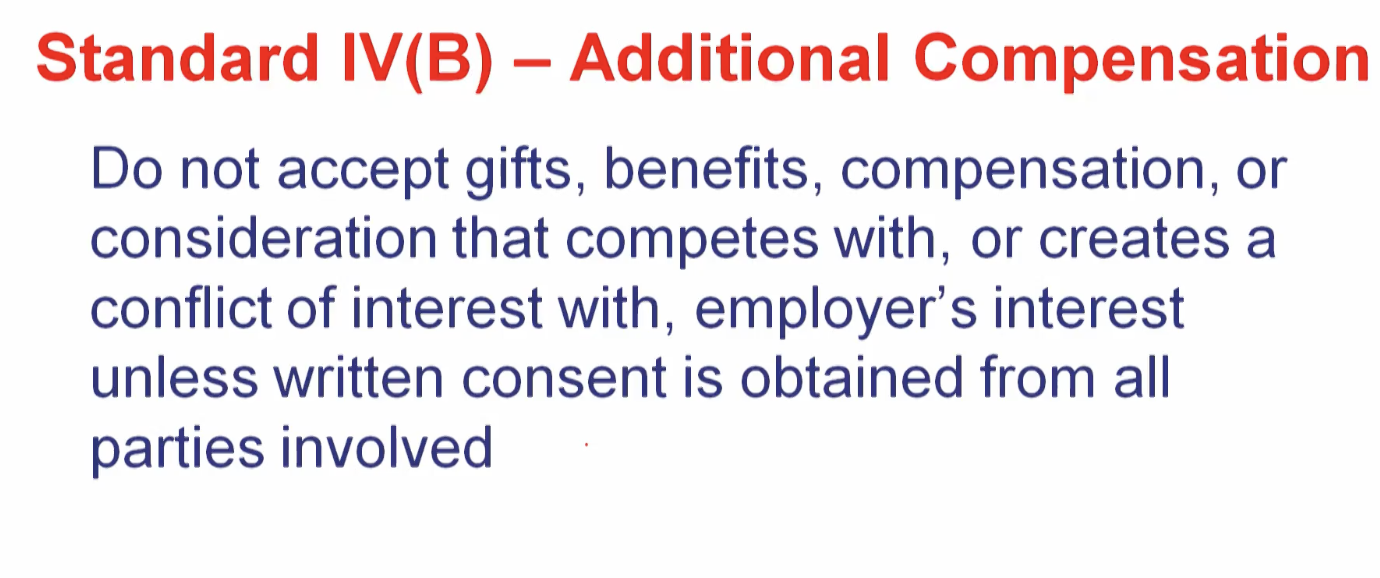 Standard IV(B) – Additional Compensation
Do not accept gifts, benefits, compensation, or
consideration that competes with, or creates a
conflict of interest with, employer’s interest
unless written consent is obtained from all
parties involved